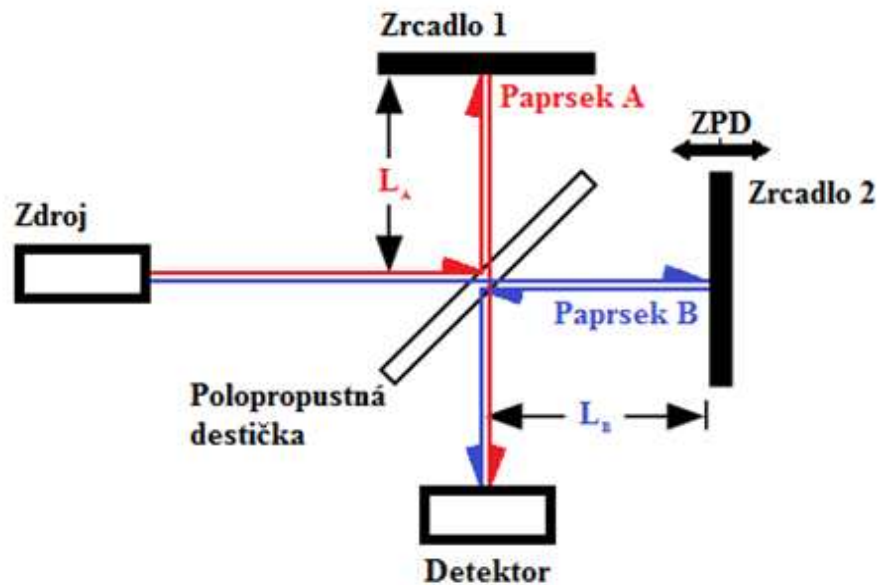 Zrcadlo 1
Paprsek A
ZPD
L_A
Zrcadlo 2
Zdroj
Paprsek B
Polopropustná
destička
L_B
Detektor